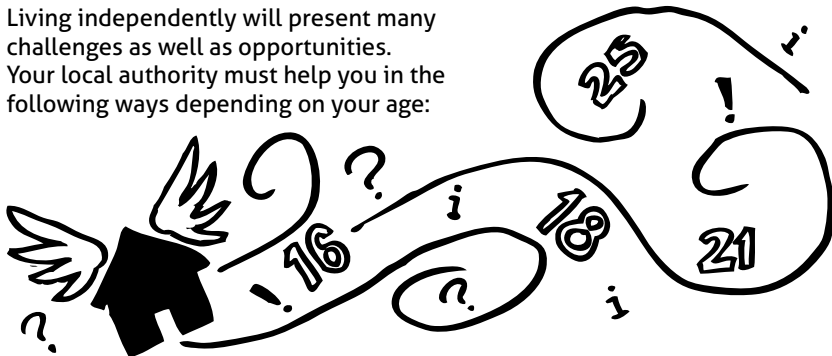 Living independently will present many
challenges as well as opportunities.
Your local authority must help you in the
following ways depending on your age:
25
i
!
?
i
16
18
21
!
?
i
?